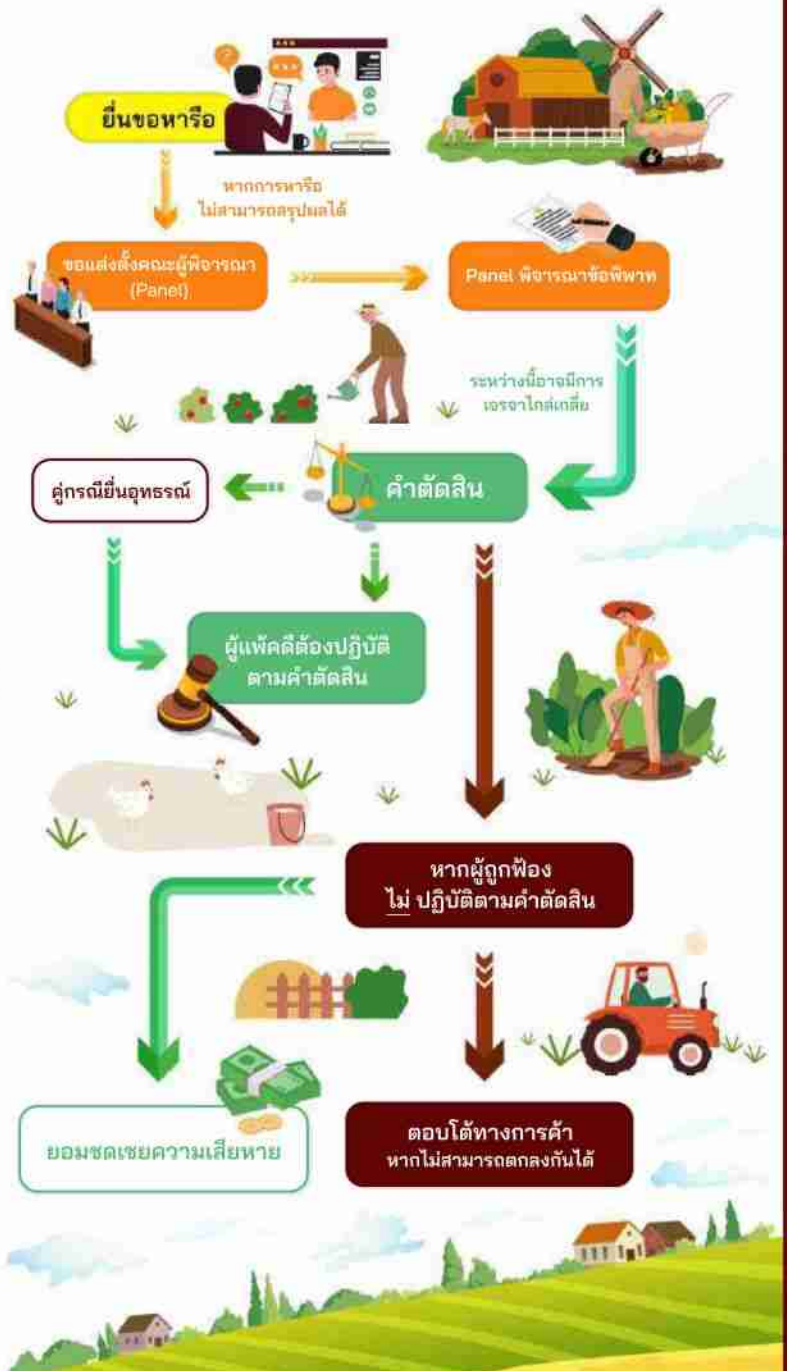 ยื่นขอหารือ
หากการหารือ
ไม่สามารถสรุปผลได้
ขอแต่งตั้งคณะผู้พิจารณา
(Panel)
Panel พิจารณาข้อพิพาท
ระหว่างนี้อาจมีการ
เจรจาไกล่เกลี่ย
คำตัดสิน
คู่กรณียื่นอุทธรณ์
ผู้แพ้คดีต้องปฏิบัติ
ตามคำตัดสิน
หากผู้ถูกฟ้อง
ไม่ ปฏิบัติตามคำตัดสิน
ยอมชดเชยความเสียหาย
ตอบโต้ทางการค้า
หากไม่สามารถตกลงกันได้